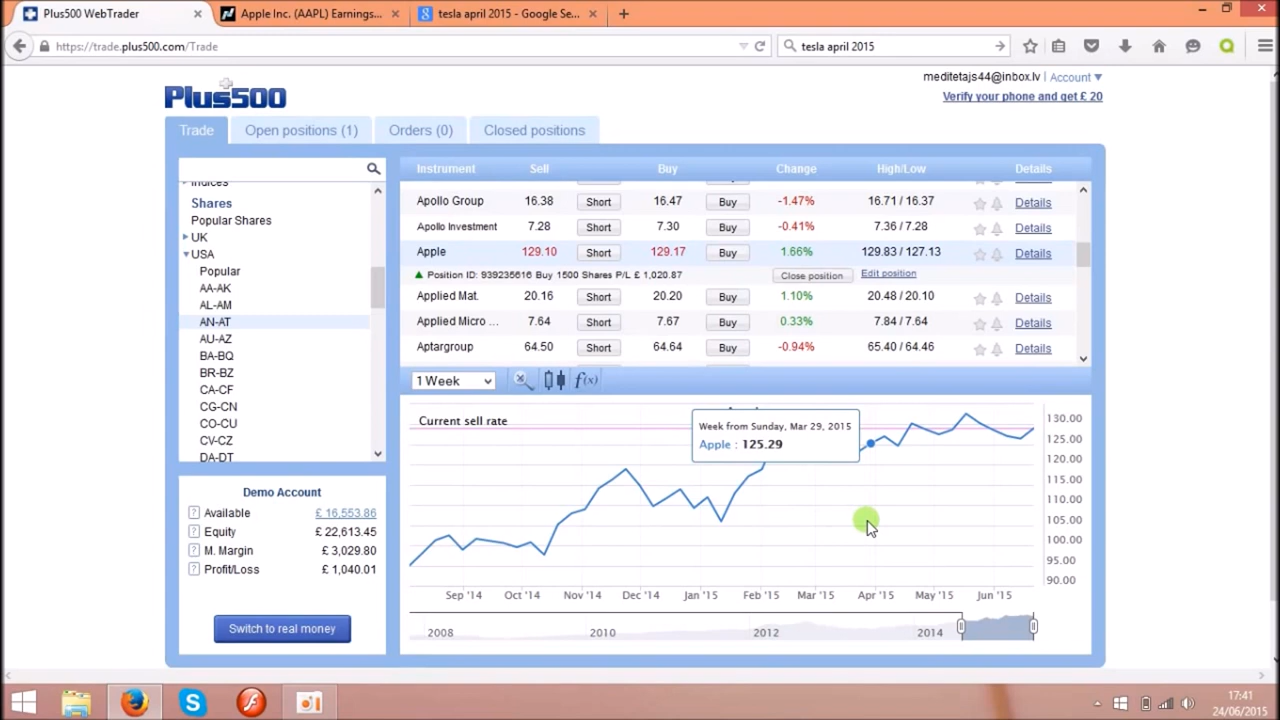 Plus500 WebTrader
Apple Inc. (AAPL) Earnings...
tesla april 2015 - Google Se...
https://trade.plus500.com/Trade
tesla april 2015
meditetajs44@inbox.lv | Account
Plus500
Verify your phone and get £ 20
Trade
Open positions (1)
Orders (0)
Closed positions
Instrument Sell Buy Change High/Low Details
Indices
Shares
Popular Shares
UK
USA
Popular
AA-AK
AL-AM
AN-AT
AU-AZ
BA-BQ
BR-BZ
CA-CF
CG-CN
CO-CU
CV-CZ
DA-DT
Apollo Group 16.38 Short 16.47 Buy -1.47% 16.71 / 16.37 Details
Apollo Investment 7.28 Short 7.30 Buy -0.41% 7.36 / 7.28 Details
Apple 129.10 Short 129.17 Buy 1.66% 129.83 / 127.13 Details
Position ID: 939235616 Buy 1500 Shares P/L £ 1,020.87 Close position Edit position
Applied Mat. 20.16 Short 20.20 Buy 1.10% 20.48 / 20.10 Details
Applied Micro ... 7.64 Short 7.67 Buy 0.33% 7.84 / 7.64 Details
Aptargroup 64.50 Short 64.64 Buy -0.94% 65.40 / 64.46 Details
1 Week f(x)
Current sell rate
Week from Sunday, Mar 29, 2015
Apple : 125.29
130.00
125.00
120.00
115.00
110.00
105.00
100.00
95.00
90.00
Sep '14 Oct '14 Nov '14 Dec '14 Jan '15 Feb '15 Mar '15 Apr '15 May '15 Jun '15
2008 2010 2012 2014
Demo Account
? Available £ 16,553.86
? Equity £ 22,613.45
? M. Margin £ 3,029.80
? Profit/Loss £ 1,040.01
Switch to real money
17:41
24/06/2015